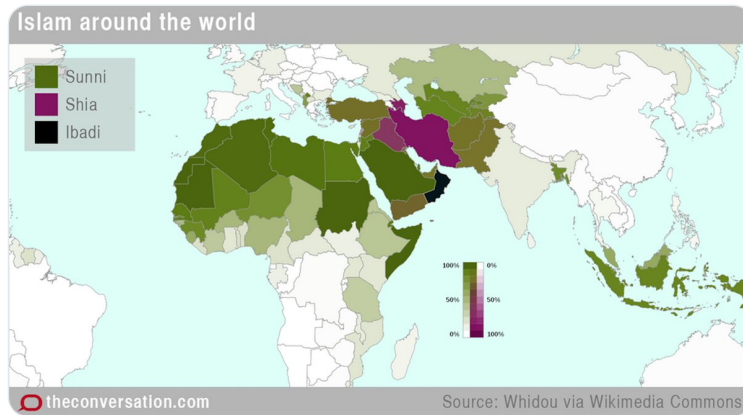 Islam around the world
Sunni
Shia
Ibadi
100% 0%
50% 50%
0% 100%
theconversation.com
Source: Whidou via Wikimedia Commons